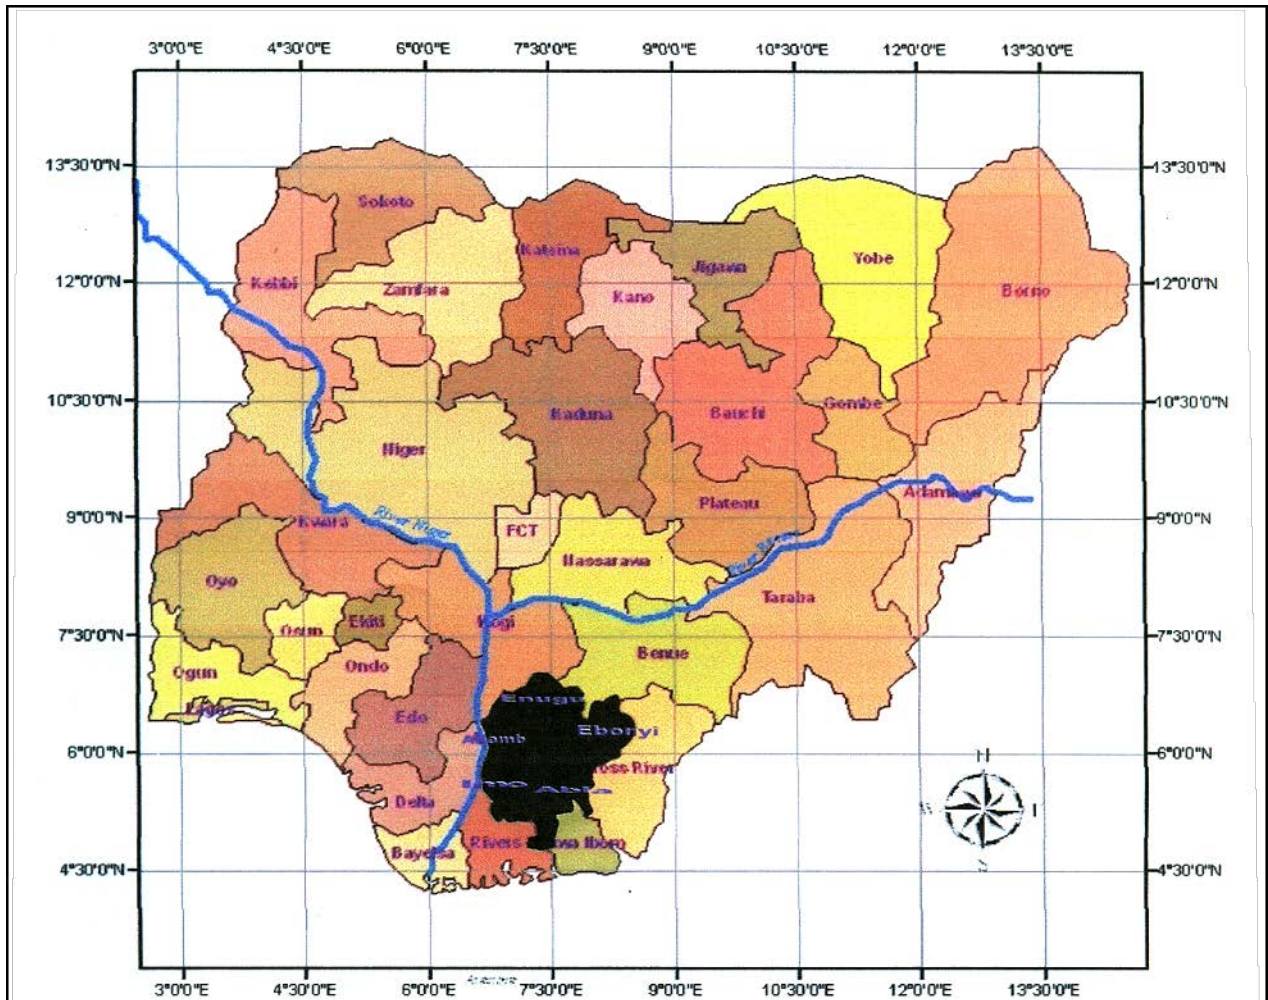 3°0'0"E 4°30'0"E 6°0'0"E 7°30'0"E 9°0'0"E 10°30'0"E 12°0'0"E 13°30'0"E
13°30'0"N 13°30'0"N
Sokoto
Katsina
Jigawa
Yobe
12°0'0"N Kebbi Zamfara Kano Borno 12°0'0"N
10°30'0"N Kaduna Bauchi Gombe 10°30'0"N
Niger
Plateau Adamawa
9°0'0"N Kwara River Niger FCT 9°0'0"N
Nassarawa
Oyo Taraba
Osun Ekiti Kogi
7°30'0"N 7°30'0"N
Ogun Ondo Benue
Lagos Edo Enugu
Ebonyi
6°0'0"N 6°0'0"N
N
Imo Abia
Delta
Rivers
Bayelsa
4°30'0"N 4°30'0"N
3°0'0"E 4°30'0"E 6°0'0"E 7°30'0"E 9°0'0"E 10°30'0"E 12°0'0"E 13°30'0"E